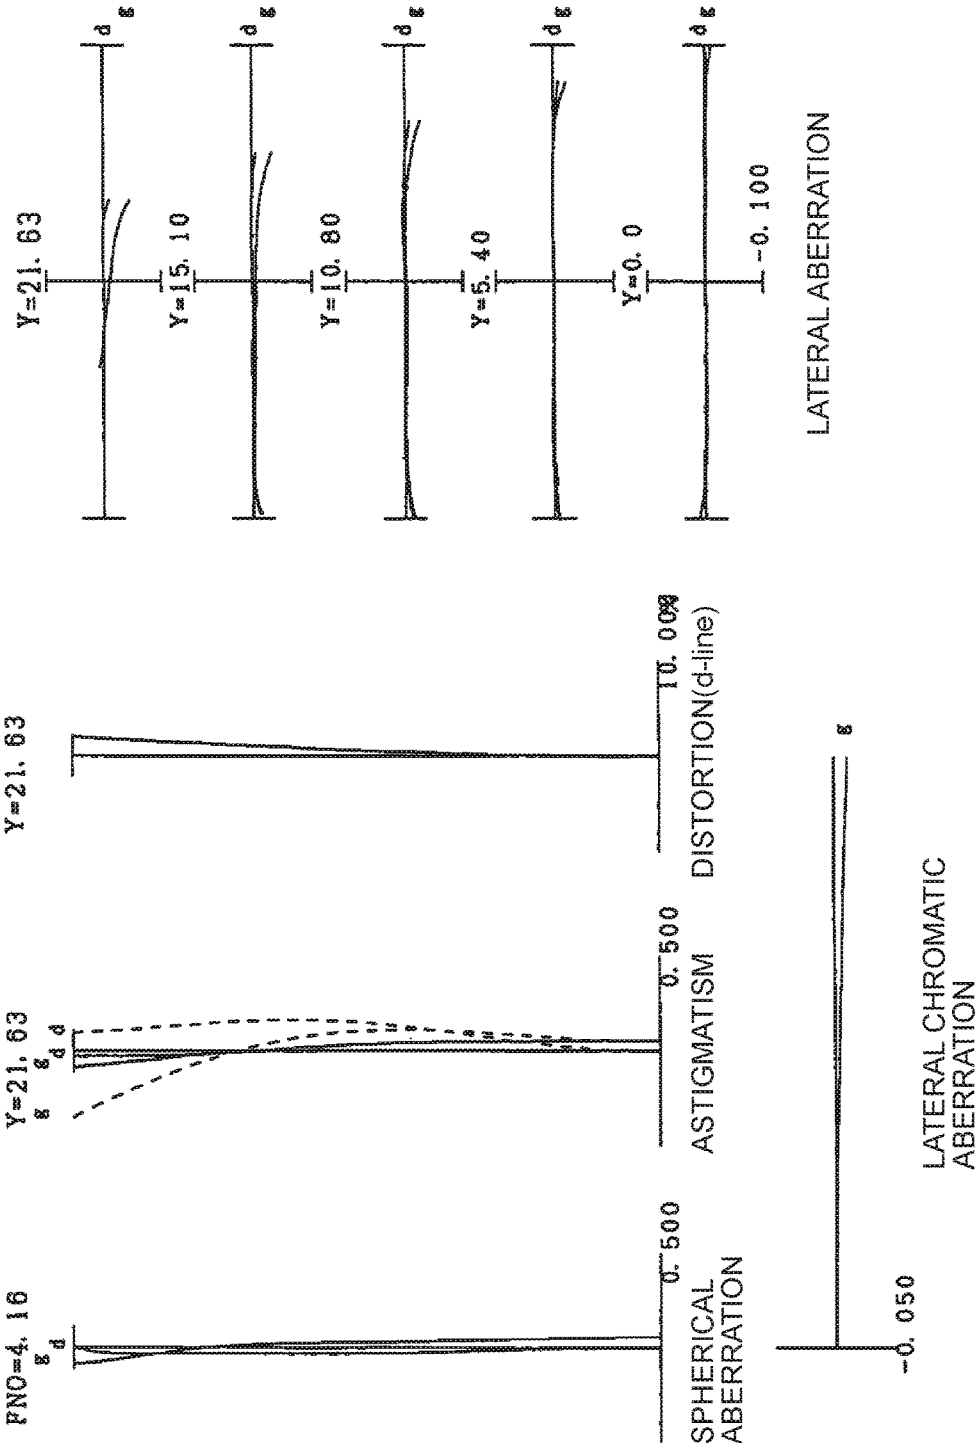 FNO=4. 16
g d
0. 500
SPHERICAL
ABERRATION
Y=21. 63
g
g d
d
0. 500
ASTIGMATISM
Y=21. 63
10. 00%
DISTORTION(d-line)
g
-0. 050
LATERAL CHROMATIC
ABERRATION
Y=21. 63
d
g
Y=15. 10
d
g
Y=10. 80
d
g
Y=5. 40
d
g
Y=0. 0
d
g
-0. 100
LATERAL ABERRATION